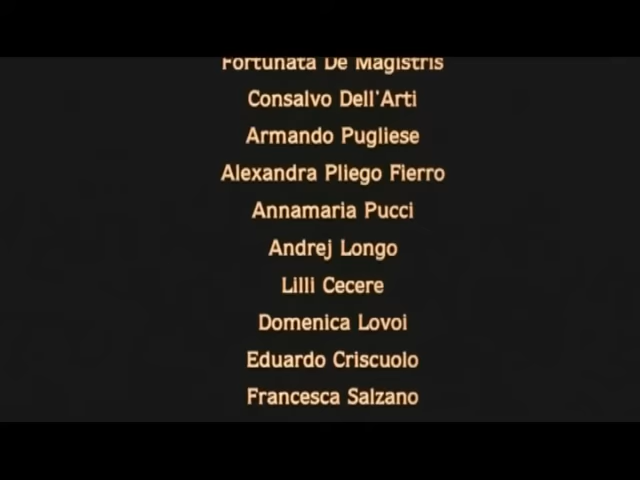 Fortunata De Magistris
Consalvo Dell'Arti
Armando Pugliese
Alexandra Pliego Fierro
Annamaria Pucci
Andrej Longo
Lilli Cecere
Domenica Lovoi
Eduardo Criscuolo
Francesca Salzano